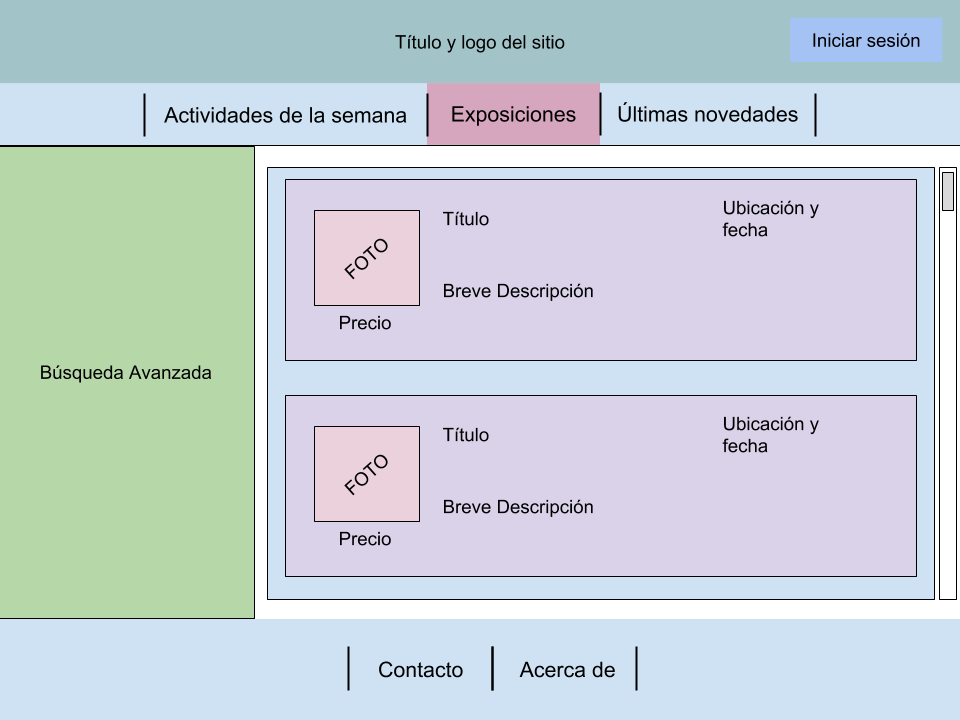 Título y logo del sitio
Iniciar sesión
Actividades de la semana
Exposiciones
Últimas novedades
Búsqueda Avanzada
FOTO
Precio
Título
Breve Descripción
Ubicación y
fecha
FOTO
Precio
Título
Breve Descripción
Ubicación y
fecha
Contacto
Acerca de